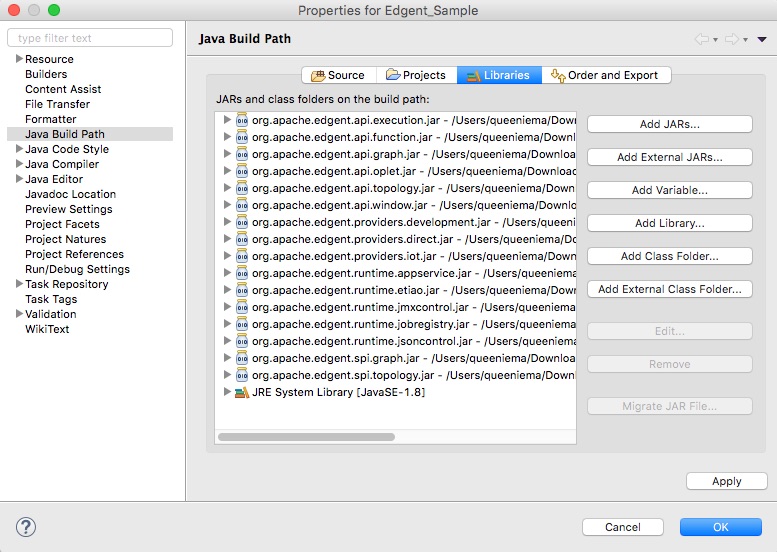 Properties for Edgent_Sample
type filter text
Java Build Path
Resource
Builders
Content Assist
File Transfer
Formatter
Java Build Path
Java Code Style
Java Compiler
Java Editor
Javadoc Location
Preview Settings
Project Facets
Project Natures
Project References
Run/Debug Settings
Task Repository
Task Tags
Validation
WikiText
Source Projects Libraries Order and Export
JARs and class folders on the build path:
org.apache.edgent.api.execution.jar - /Users/queeniema/Down
org.apache.edgent.api.function.jar - /Users/queeniema/Downl
org.apache.edgent.api.graph.jar - /Users/queeniema/Downloa
org.apache.edgent.api.oplet.jar - /Users/queeniema/Download
org.apache.edgent.api.topology.jar - /Users/queeniema/Down
org.apache.edgent.api.window.jar - /Users/queeniema/Downl
org.apache.edgent.providers.development.jar - /Users/queeni
org.apache.edgent.providers.direct.jar - /Users/queeniema/D
org.apache.edgent.providers.iot.jar - /Users/queeniema/Dow
org.apache.edgent.runtime.appservice.jar - /Users/queeniem
org.apache.edgent.runtime.etiao.jar - /Users/queeniema/Dow
org.apache.edgent.runtime.jmxcontrol.jar - /Users/queeniema
org.apache.edgent.runtime.jobregistry.jar - /Users/queeniem
org.apache.edgent.runtime.jsoncontrol.jar - /Users/queeniem
org.apache.edgent.spi.graph.jar - /Users/queeniema/Downloa
org.apache.edgent.spi.topology.jar - /Users/queeniema/Down
JRE System Library [JavaSE-1.8]
Add JARs...
Add External JARs...
Add Variable...
Add Library...
Add Class Folder...
Add External Class Folder...
Edit...
Remove
Migrate JAR File...
Apply
?
Cancel
OK